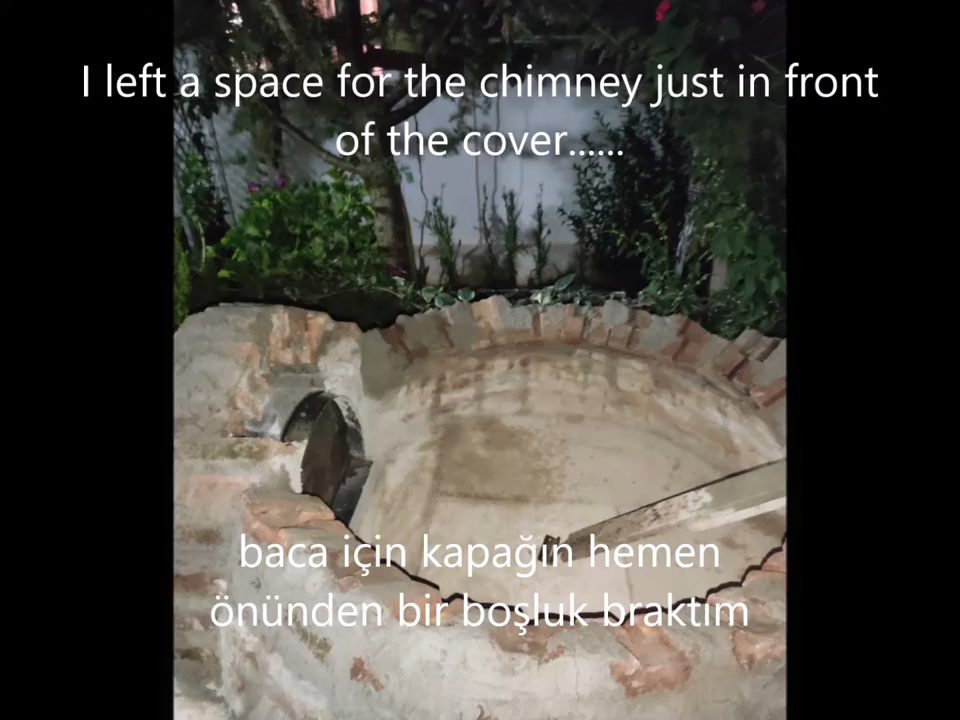 I left a space for the chimney just in front
of the cover......
baca için kapağın hemen
önünden bir boşluk braktım